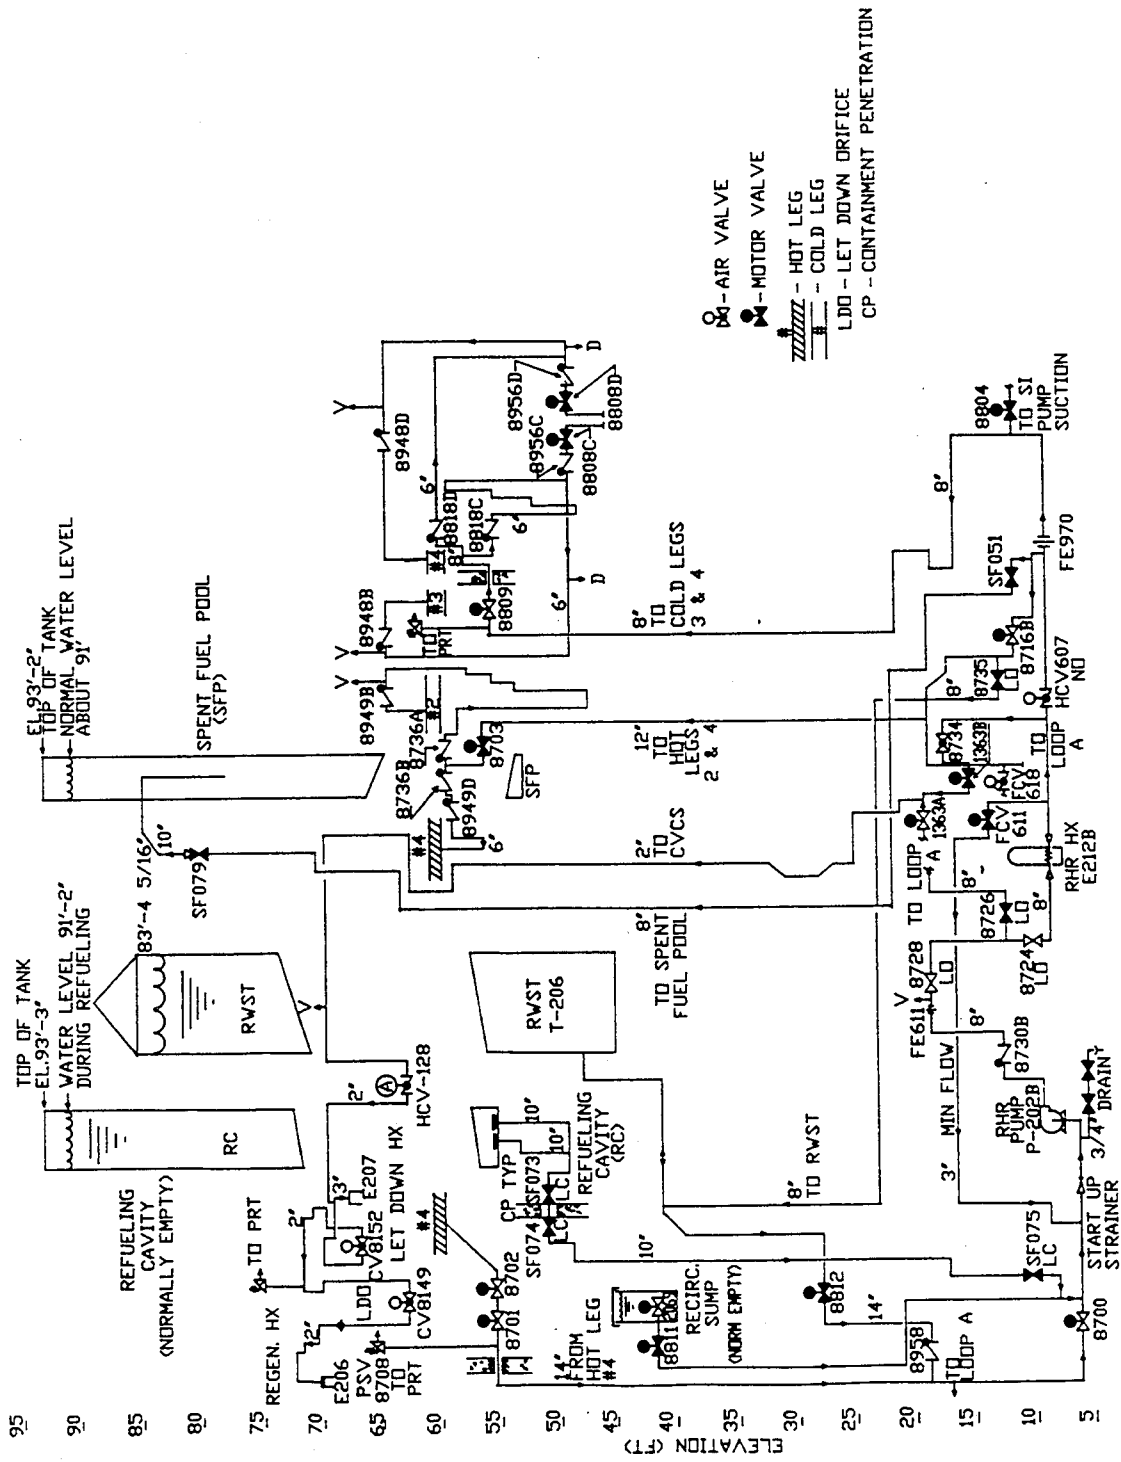 95
90
85
80
75
70
65
60
55
50
45
40
35
30
25
20
15
10
5
ELEVATION (FT)
TOP OF TANK
EL.93'-3"
WATER LEVEL 91'-2"
DURING REFUELING
RC
REFUELING
CAVITY
(NORMALLY EMPTY)
RWST
83'-4 5/16"
10"
SF079
EL.93'-2"
TOP OF TANK
NORMAL WATER LEVEL
ABOUT 91'
SPENT FUEL POOL
(SFP)
REGEN. HX
TO PRT
2"
3"
E207
2"
V
2"
HCV-128
A
LET DOWN HX
CV8152
LDO
CV8149
E206
PSV
8708
TO
PRT
8701
8702
#4
14"
FROM
HOT LEG
#4
CP TYP
SF074
LC
SF073
LC
10"
10"
REFUELING
CAVITY
(RC)
RWST
T-206
8811
RECIRC.
SUMP
(NORM EMPTY)
10"
8"
TO RWST
8812
14"
8958
TO
LOOP A
8700
SF075
LC
START UP
STRAINER
3"
MIN FLOW
RHR
PUMP
P-202B
3/4"
DRAIN
8730B
8"
FE611
V
8728
LO
TO LOOP
A
8"
8726
LO
8724
LO
8"
RHR HX
E212B
1363A
1363B
FCV
611
FCV
618
8734
TO
LOOP
A
HCV607
NO
8735
LO
8"
8716B
SF051
FE970
8"
8804
TO SI
PUMP
SUCTION
8"
TO SPENT
FUEL POOL
2"
TO
CVCS
12"
TO
HOT
LEGS
2 & 4
8"
TO
COLD LEGS
3 & 4
#4
8736B
8736A
8949D
6"
8949B
V
#2
8703
SFP
8948B
V
TO
PRT
#3
8809
#4
8"
8818D
8818C
6"
6"
6"
D
8948D
V
8956C
8808C
8956D
8808D
D
AIR VALVE
MOTOR VALVE
# - HOT LEG
# - COLD LEG
LDO - LET DOWN ORIFICE
CP - CONTAINMENT PENETRATION